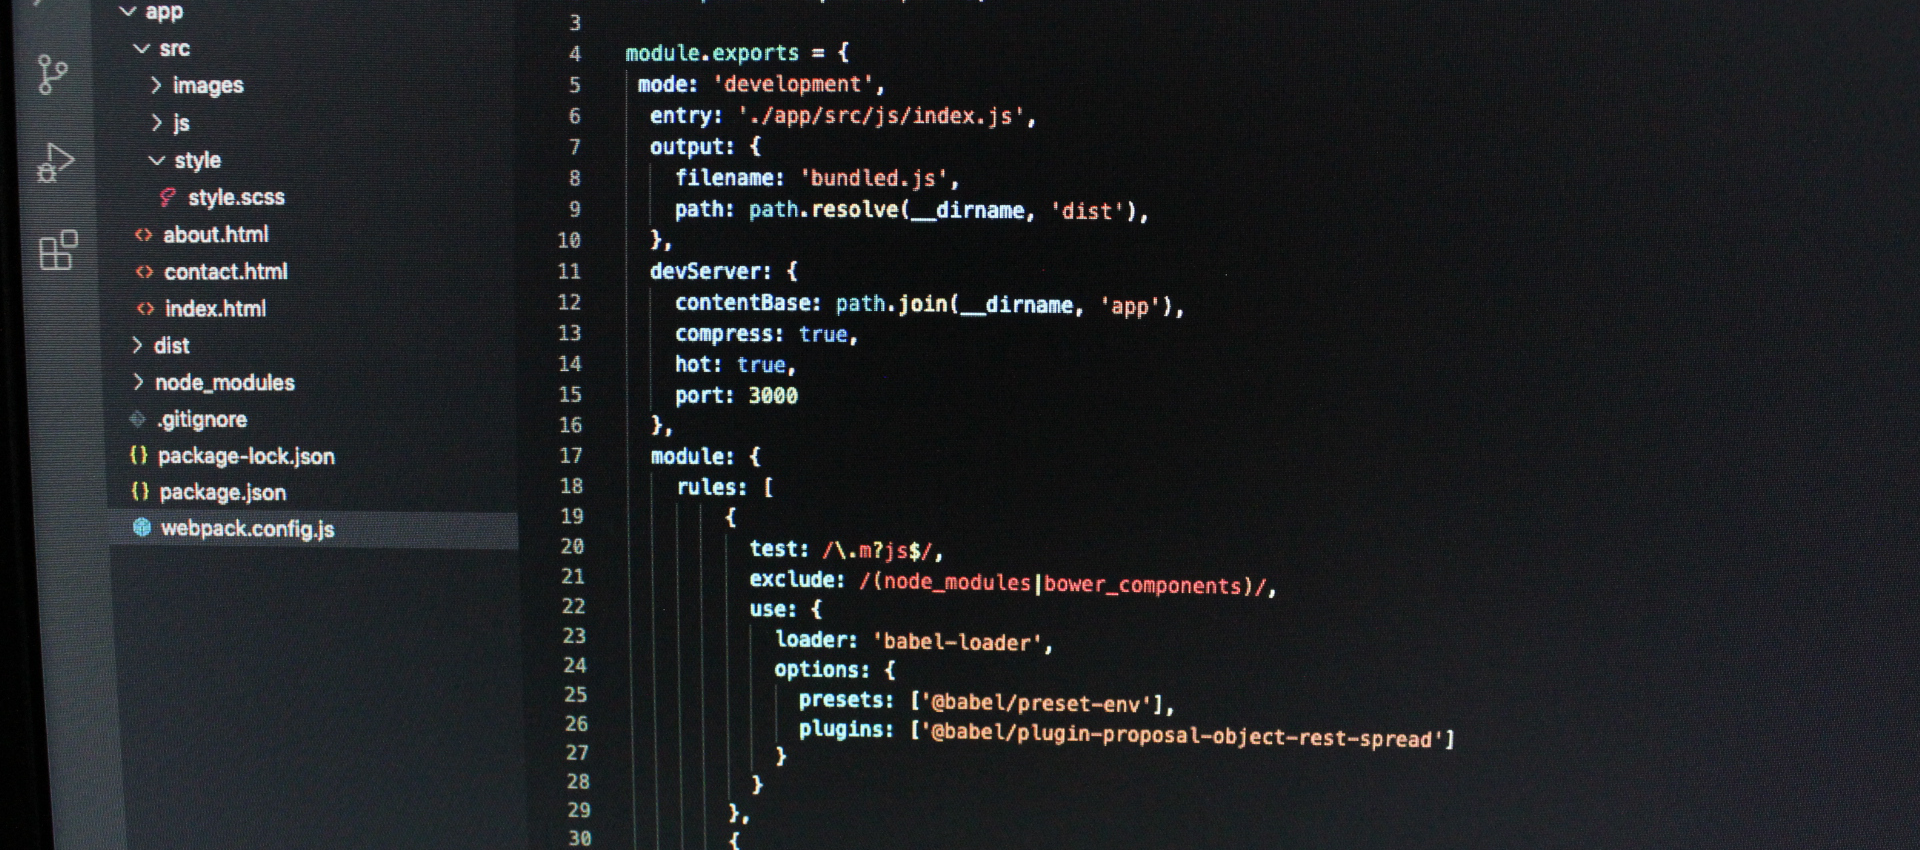 app
src
images
js
style
style.scss
about.html
contact.html
index.html
dist
node_modules
.gitignore
package-lock.json
package.json
webpack.config.js
3
4 module.exports = {
5 mode: 'development',
6 entry: './app/src/js/index.js',
7 output: {
8 filename: 'bundled.js',
9 path: path.resolve(__dirname, 'dist'),
10 },
11 devServer: {
12 contentBase: path.join(__dirname, 'app'),
13 compress: true,
14 hot: true,
15 port: 3000
16 },
17 module: {
18 rules: [
19 {
20 test: /\.m?js$/,
21 exclude: /(node_modules|bower_components)/,
22 use: {
23 loader: 'babel-loader',
24 options: {
25 presets: ['@babel/preset-env'],
26 plugins: ['@babel/plugin-proposal-object-rest-spread']
27 }
28 }
29 },
30 {